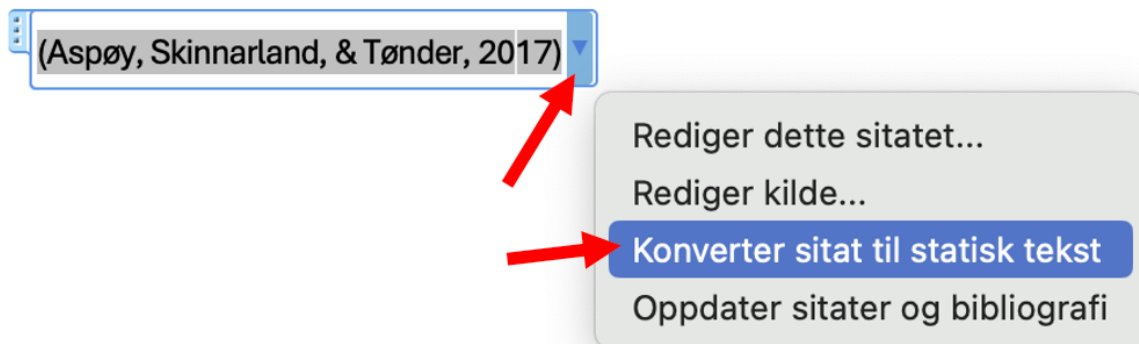 (Aspøy, Skinnarland, & Tønder, 2017)
Rediger dette sitatet...
Rediger kilde...
Konverter sitat til statisk tekst
Oppdater sitater og bibliografi